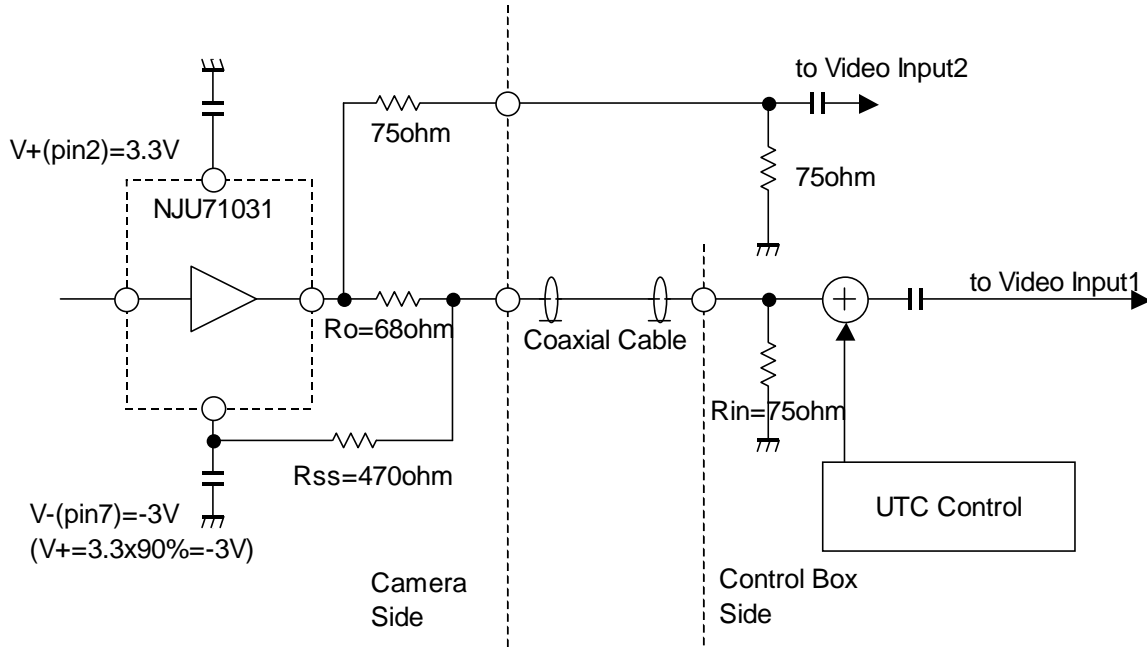 to Video Input2
75ohm
V+(pin2)=3.3V
75ohm
NJU71031
to Video Input1
+
Ro=68ohm
Coaxial Cable
Rin=75ohm
Rss=470ohm
UTC Control
V-(pin7)=-3V
(V+=3.3x90%=-3V)
Camera
Side
Control Box
Side